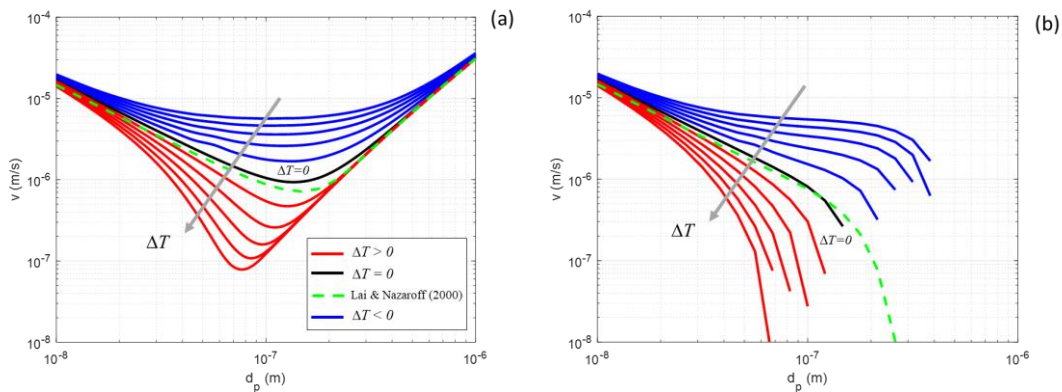 (a)
10⁻⁴
10⁻⁵
10⁻⁶
10⁻⁷
10⁻⁸
v (m/s)
ΔT=0
ΔT
ΔT > 0
ΔT = 0
Lai & Nazaroff (2000)
ΔT < 0
10⁻⁸
10⁻⁷
10⁻⁶
dₚ (m)
(b)
10⁻⁴
10⁻⁵
10⁻⁶
10⁻⁷
10⁻⁸
v (m/s)
ΔT
ΔT=0
10⁻⁸
10⁻⁷
10⁻⁶
dₚ (m)